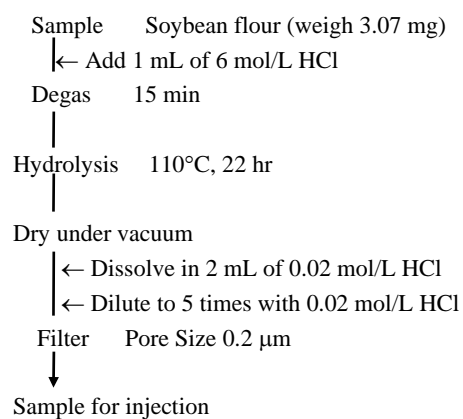 Sample Soybean flour (weigh 3.07 mg)
← Add 1 mL of 6 mol/L HCl
Degas 15 min
Hydrolysis 110°C, 22 hr
Dry under vacuum
← Dissolve in 2 mL of 0.02 mol/L HCl
← Dilute to 5 times with 0.02 mol/L HCl
Filter Pore Size 0.2 μm
Sample for injection